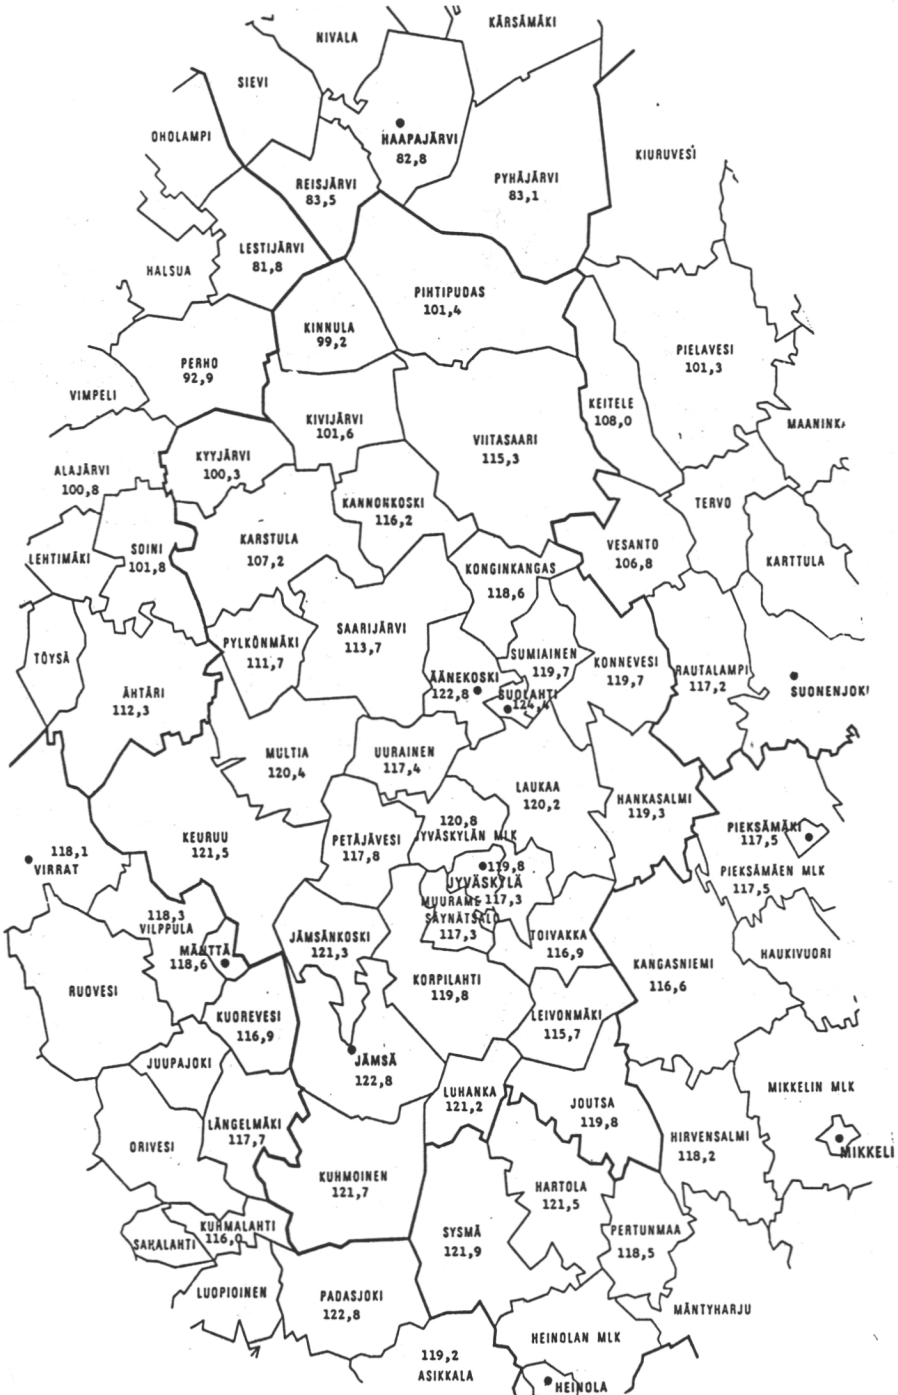 KÄRSÄMÄKI
NIVALA
SIEVI
OHOLAMPI
HAAPAJÄRVI
82,8
KIURUVESI
REISJÄRVI
83,5
PYHÄJÄRVI
83,1
LESTIJÄRVI
81,8
HALSUA
PIHTIPUDAS
101,4
KINNULA
99,2
PERHO
92,9
PIELAVESI
101,3
VIMPELI
KEITELE
108,0
KIVIJÄRVI
101,6
MAANINKA
VIITASAARI
115,3
KYYJÄRVI
100,3
ALAJÄRVI
100,8
KANNONKOSKI
116,2
TERVO
KARSTULA
107,2
VESANTO
106,8
SOINI
101,8
LEHTIMÄKI
KARTTULA
KONGINKANGAS
118,6
SAARIJÄRVI
113,7
PYLKÖNMÄKI
111,7
SUMIAINEN
119,7
KONNEVESI
119,7
TÖYSÄ
RAUTALAMPI
117,2
ÄÄNEKOSKI
122,8
SUOLAHTI
124,4
SUONENJOKI
ÄHTÄRI
112,3
MULTIA
120,4
UURAINEN
117,4
LAUKAA
120,2
HANKASALMI
119,3
120,8
JYVÄSKYLÄN MLK
KEURUU
121,5
PETÄJÄVESI
117,8
PIEKSÄMÄKI
117,5
118,1
VIRRAT
119,8
JYVÄSKYLÄ
PIEKSÄMÄEN MLK
117,5
MUURAME 117,3
SÄYNÄTSALO
117,3
118,3
VILPPULA
MÄNTTÄ
118,6
JÄMSÄNKOSKI
121,3
TOIVAKKA
116,9
HAUKIVUORI
KANGASNIEMI
116,6
RUOVESI
KORPILAHTI
119,8
KUOREVESI
116,9
LEIVONMÄKI
115,7
JUUPAJOKI
JÄMSÄ
122,8
MIKKELIN MLK
LUHANKA
121,2
JOUTSA
119,8
LÄNGELMÄKI
117,7
HIRVENSALMI
118,2
MIKKELI
ORIVESI
KUHMOINEN
121,7
HARTOLA
121,5
KUHMALAHTI
116,0
SAHALAHTI
SYSMÄ
121,9
PERTUNMAA
118,5
LUOPIOINEN
PADASJOKI
122,8
MÄNTYHARJU
HEINOLAN MLK
119,2
ASIKKALA
HEINOLA